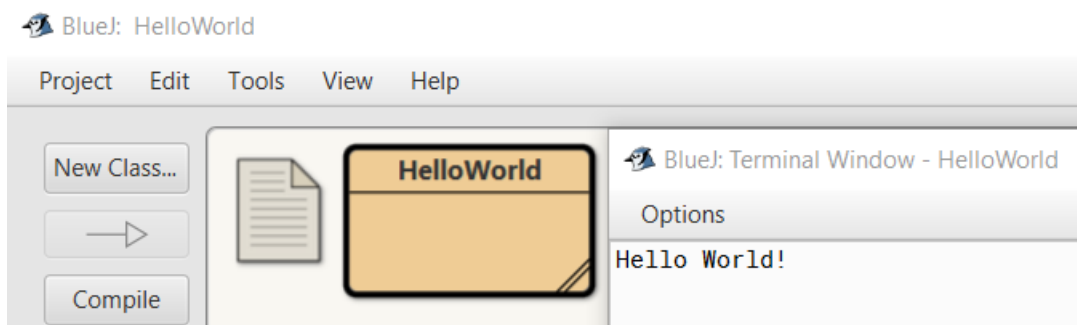 BlueJ: HelloWorld
Project Edit Tools View Help
New Class...
Compile
HelloWorld
BlueJ: Terminal Window - HelloWorld
Options
Hello World!